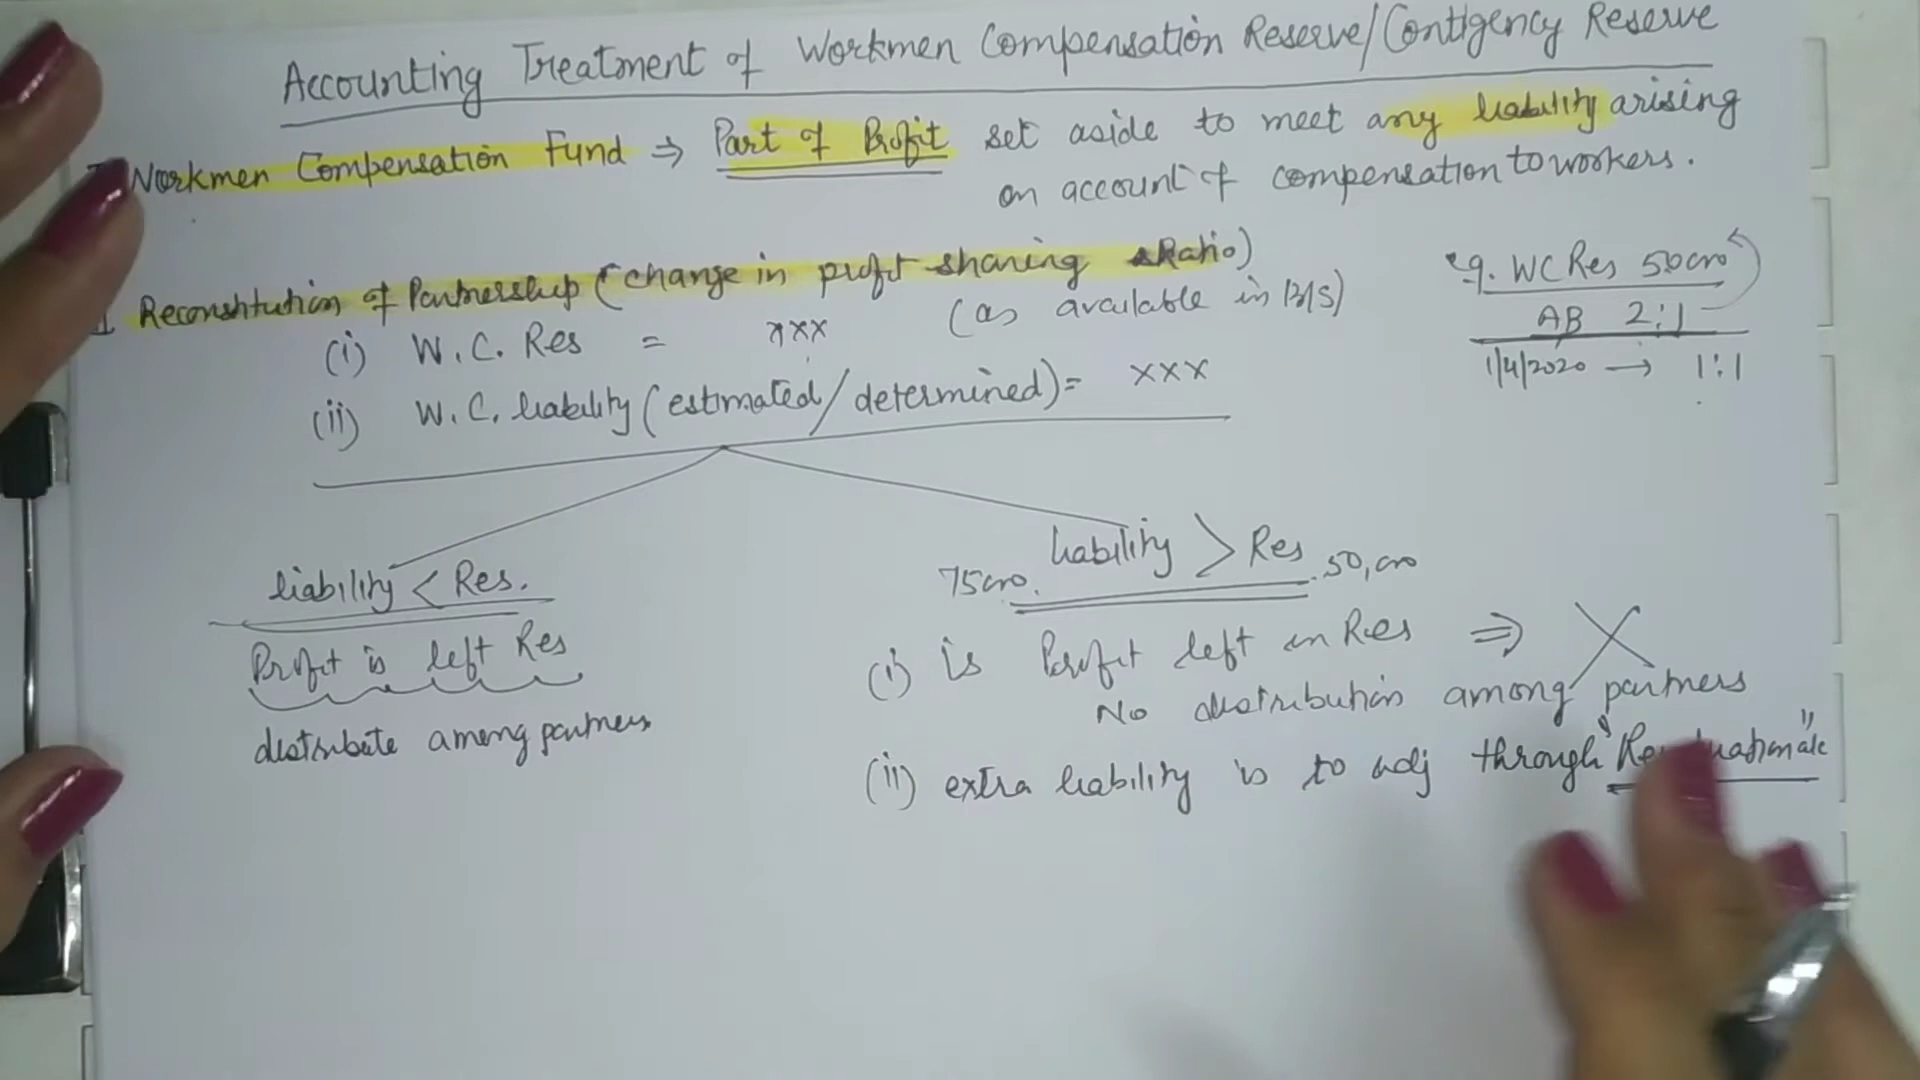 Accounting Treatment of Workmen Compensation Reserve/Contigency Reserve
Workmen Compensation Fund ⇒ Part of Profit set aside to meet any liability arising
on account of compensation to workers.
Reconstitution of Partnership (change in profit sharing Ratio)
(i) W.C. Res = xxx (as available in B/S)
(ii) W.C. liability (estimated/determined) = xxx
eg. WC Res 50000
AB 2:1
1/4/2020 → 1:1
liability < Res.
Profit is left Res
distribute among partners
liability > Res
75000. 50,000
(i) is Profit left in Res ⇒ X
No distribution among partners
(ii) extra liability is to adj through "